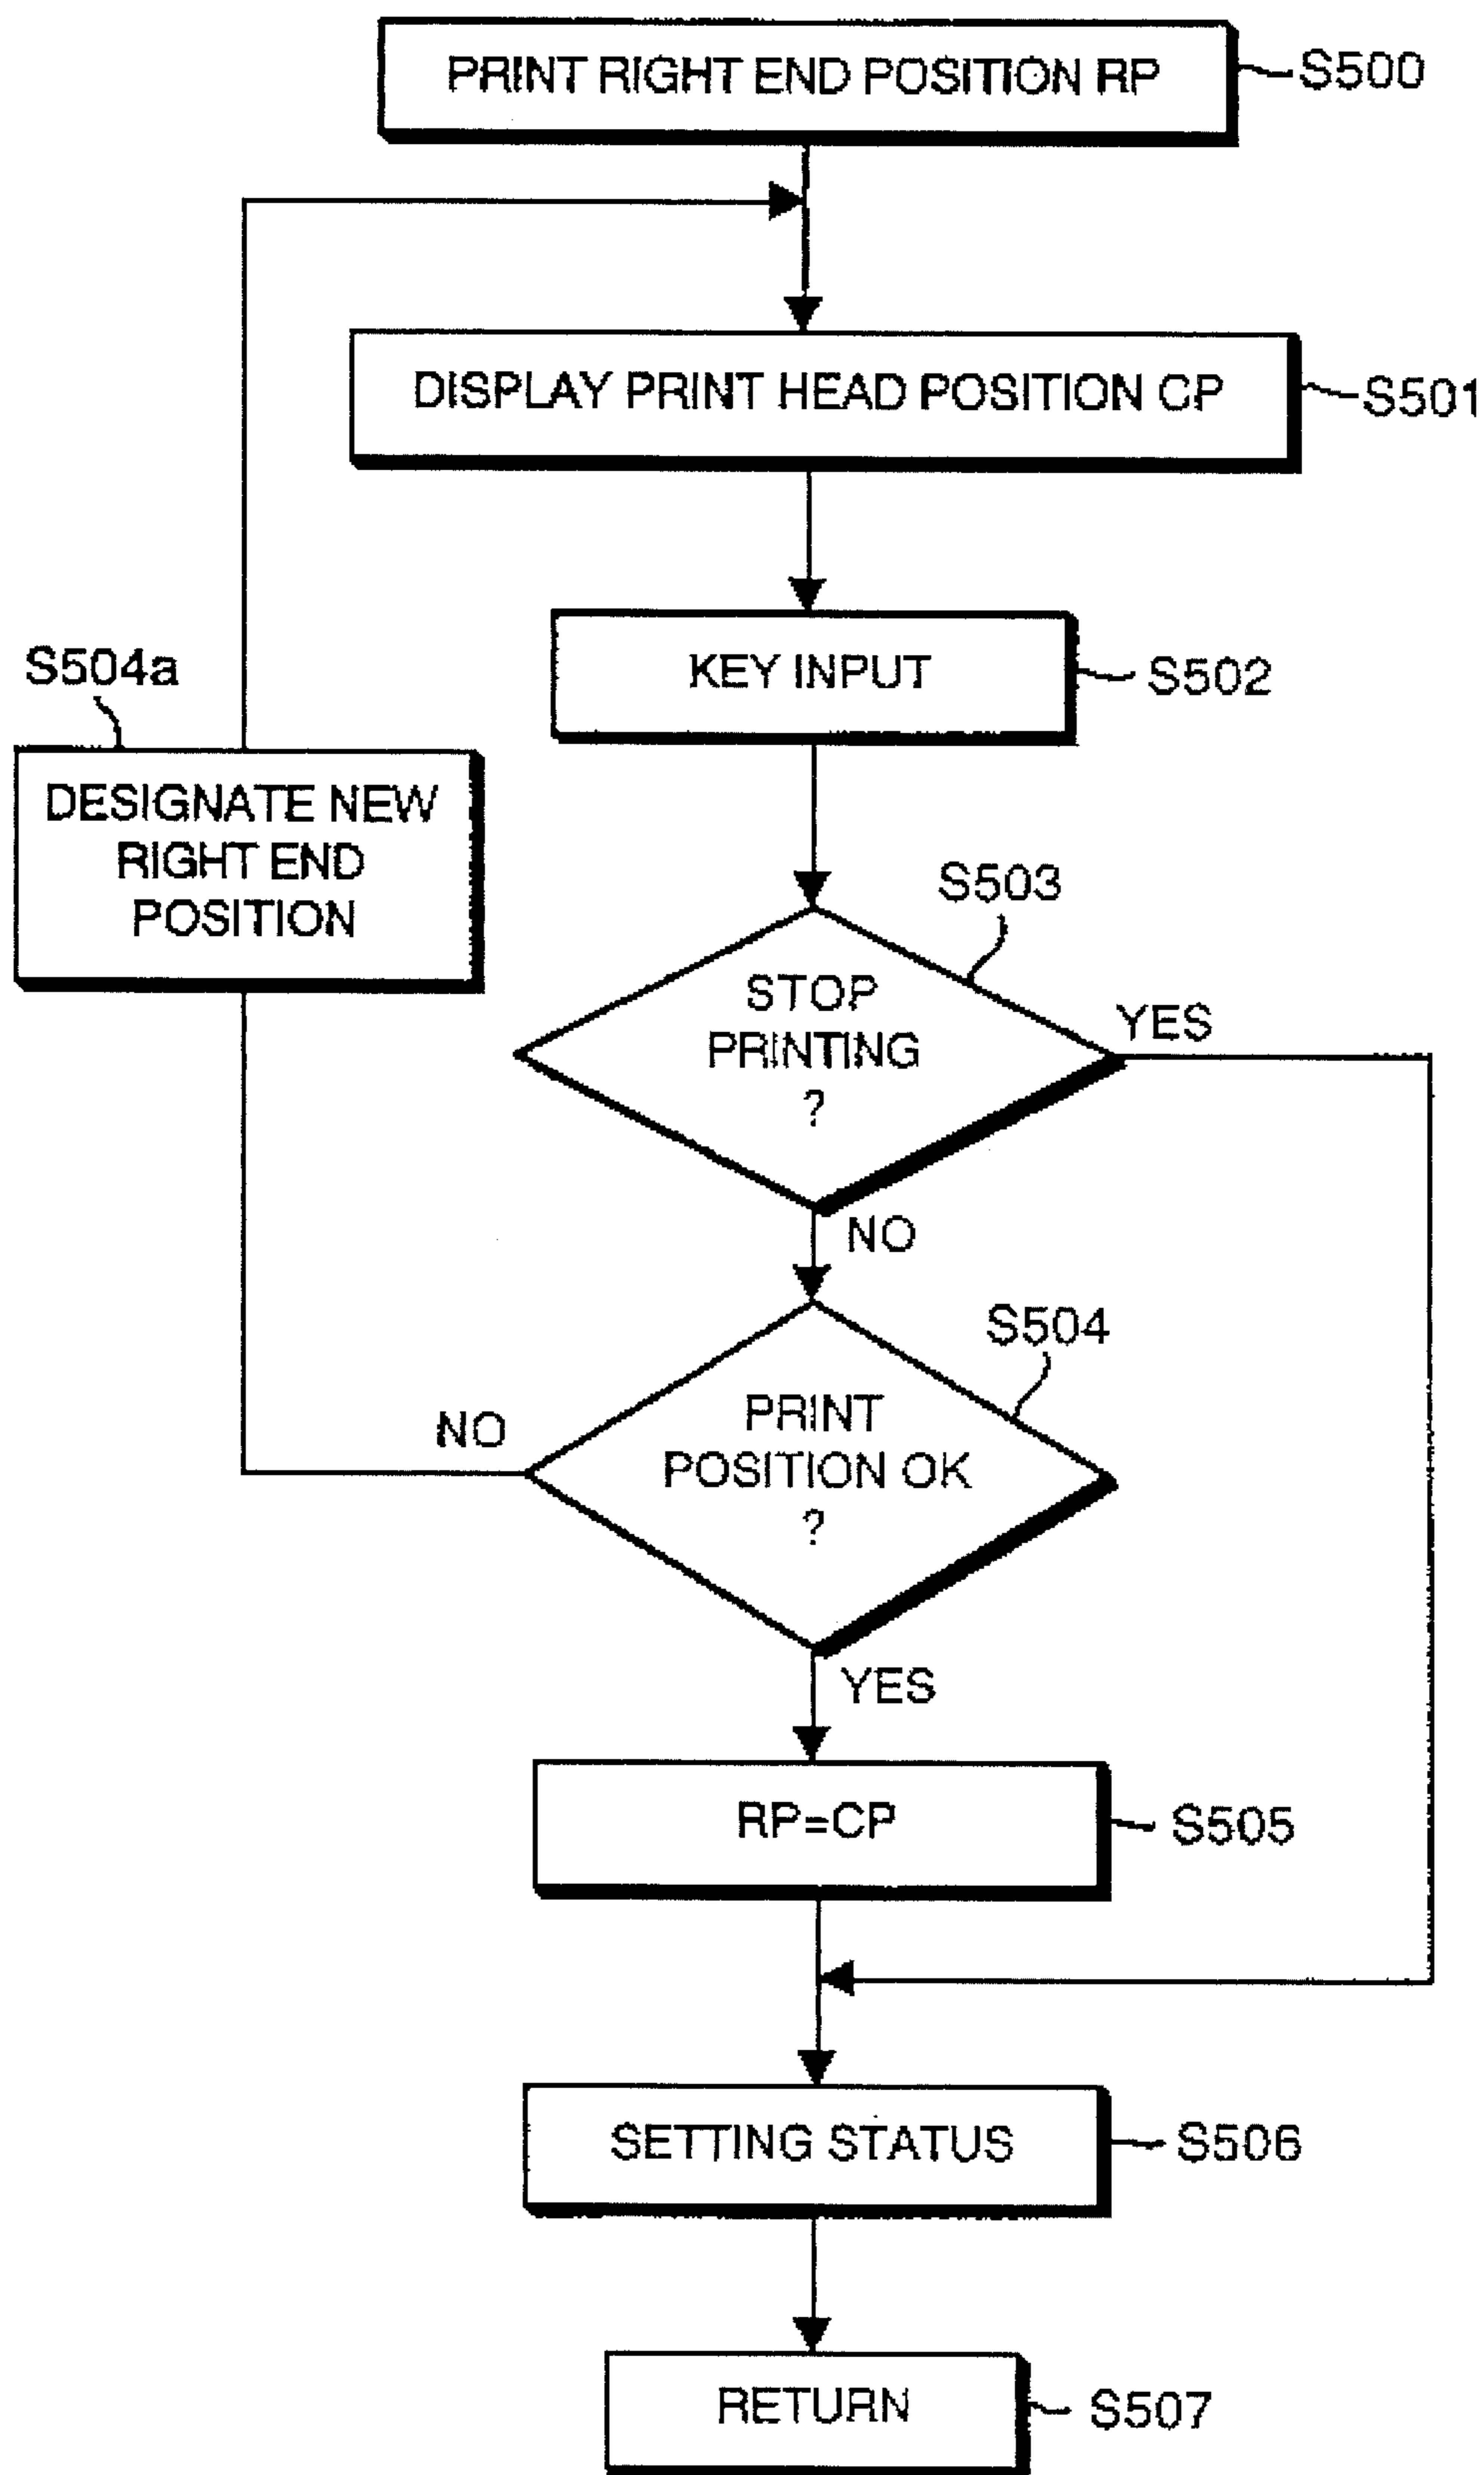 PRINT RIGHT END POSITION RP
S500
DISPLAY PRINT HEAD POSITION CP
S501
KEY INPUT
S502
S504a
DESIGNATE NEW
RIGHT END
POSITION
S503
STOP
PRINTING
?
YES
NO
S504
PRINT
POSITION OK
?
NO
YES
RP=CP
S505
SETTING STATUS
S506
RETURN
S507